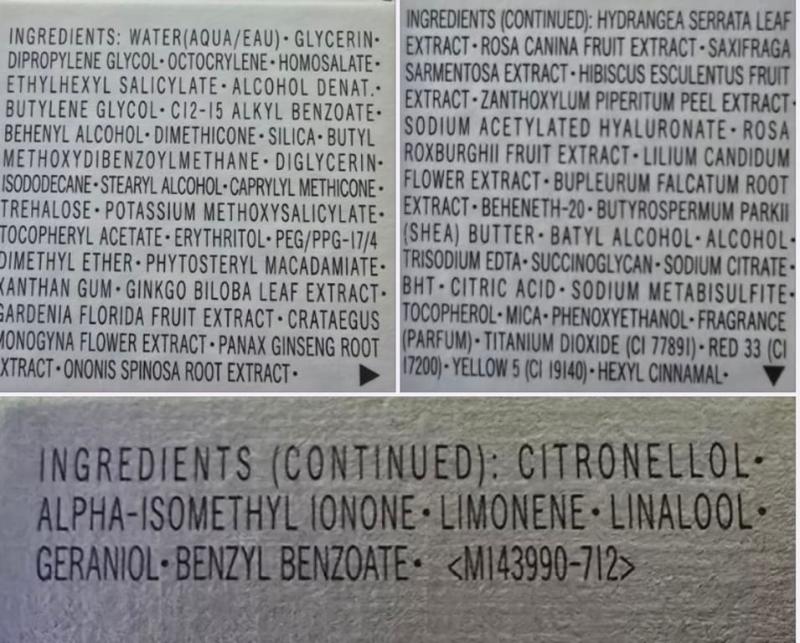 INGREDIENTS: WATER(AQUA/EAU)・GLYCERIN・
DIPROPYLENE GLYCOL・OCTOCRYLENE・HOMOSALATE・
ETHYLHEXYL SALICYLATE・ALCOHOL DENAT.・
BUTYLENE GLYCOL・C12-15 ALKYL BENZOATE・
BEHENYL ALCOHOL・DIMETHICONE・SILICA・BUTYL
METHOXYDIBENZOYLMETHANE・DIGLYCERIN・
ISODODECANE・STEARYL ALCOHOL・CAPRYLYL METHICONE・
TREHALOSE・POTASSIUM METHOXYSALICYLATE・
TOCOPHERYL ACETATE・ERYTHRITOL・PEG/PPG-17/4
DIMETHYL ETHER・PHYTOSTERYL MACADAMIATE・
XANTHAN GUM・GINKGO BILOBA LEAF EXTRACT・
GARDENIA FLORIDA FRUIT EXTRACT・CRATAEGUS
MONOGYNA FLOWER EXTRACT・PANAX GINSENG ROOT
EXTRACT・ONONIS SPINOSA ROOT EXTRACT・
INGREDIENTS (CONTINUED): HYDRANGEA SERRATA LEAF
EXTRACT・ROSA CANINA FRUIT EXTRACT・SAXIFRAGA
SARMENTOSA EXTRACT・HIBISCUS ESCULENTUS FRUIT
EXTRACT・ZANTHOXYLUM PIPERITUM PEEL EXTRACT・
SODIUM ACETYLATED HYALURONATE・ROSA
ROXBURGHII FRUIT EXTRACT・LILIUM CANDIDUM
FLOWER EXTRACT・BUPLEURUM FALCATUM ROOT
EXTRACT・BEHENETH-20・BUTYROSPERMUM PARKII
(SHEA) BUTTER・BATYL ALCOHOL・ALCOHOL・
TRISODIUM EDTA・SUCCINOGLYCAN・SODIUM CITRATE・
BHT・CITRIC ACID・SODIUM METABISULFITE・
TOCOPHEROL・MICA・PHENOXYETHANOL・FRAGRANCE
(PARFUM)・TITANIUM DIOXIDE (CI 77891)・RED 33 (CI
17200)・YELLOW 5 (CI 19140)・HEXYL CINNAMAL・
INGREDIENTS (CONTINUED): CITRONELLOL・
ALPHA-ISOMETHYL IONONE・LIMONENE・LINALOOL・
GERANIOL・BENZYL BENZOATE・ <M143990-712>